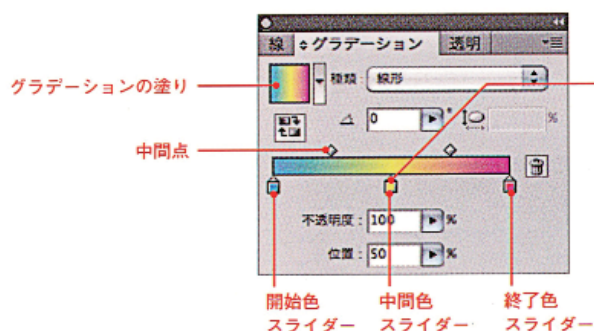 線 グラデーション 透明
グラデーションの塗り
種類： 線形
0 ° %
中間点
不透明度： 100 %
位置： 50 %
開始色 中間色 終了色
スライダー スライダー スライダー